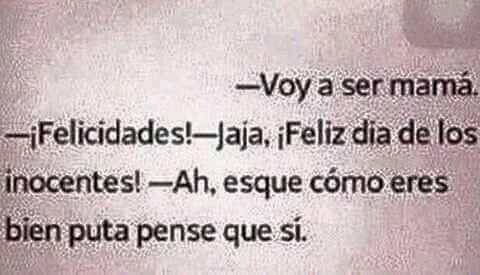 —Voy a ser mamá.
—¡Felicidades!—Jaja, ¡Feliz dia de los
inocentes! —Ah, esque cómo eres
bien puta pense que sí.